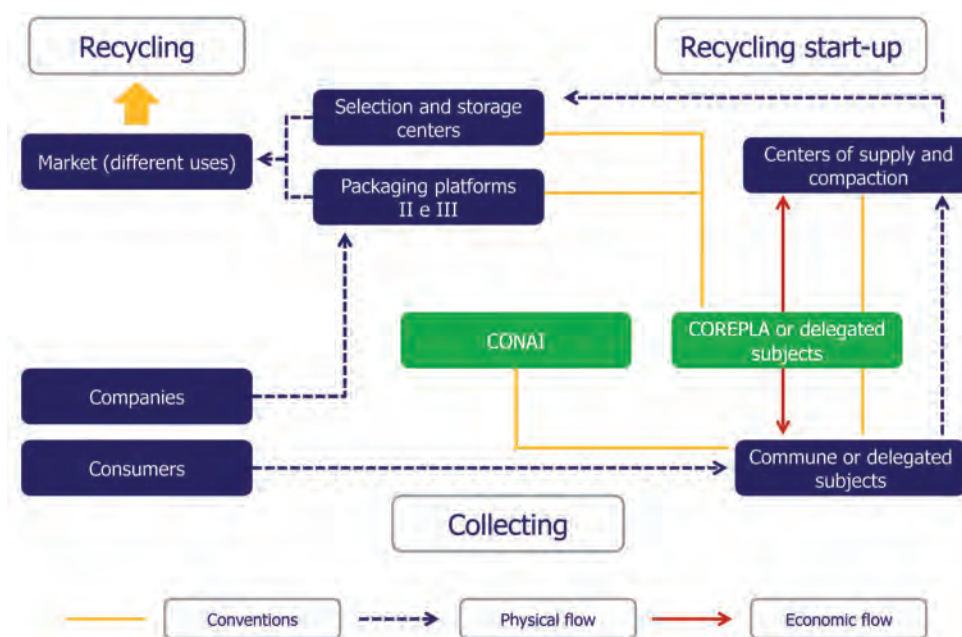 Recycling
Recycling start-up
Selection and storage
centers
Market (different uses)
Centers of supply and
compaction
Packaging platforms
II e III
CONAI
COREPLA or delegated
subjects
Companies
Consumers
Commune or delegated
subjects
Collecting
Conventions
Physical flow
Economic flow